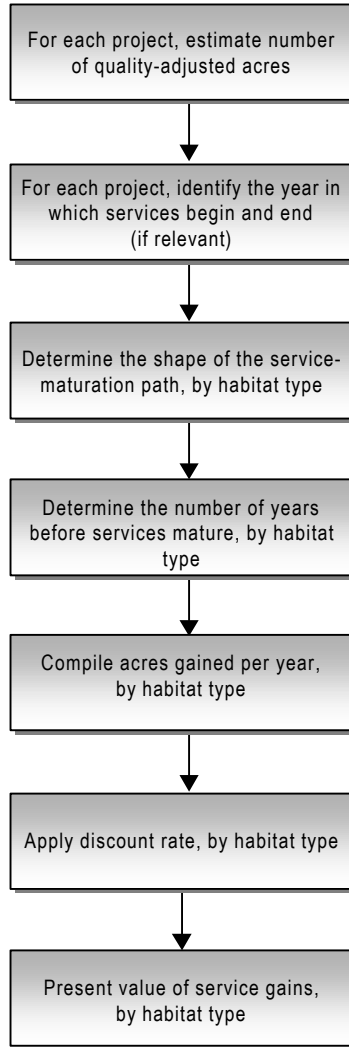 For each project, estimate number
of quality-adjusted acres
For each project, identify the year in
which services begin and end
(if relevant)
Determine the shape of the service-
maturation path, by habitat type
Determine the number of years
before services mature, by habitat
type
Compile acres gained per year,
by habitat type
Apply discount rate, by habitat type
Present value of service gains,
by habitat type